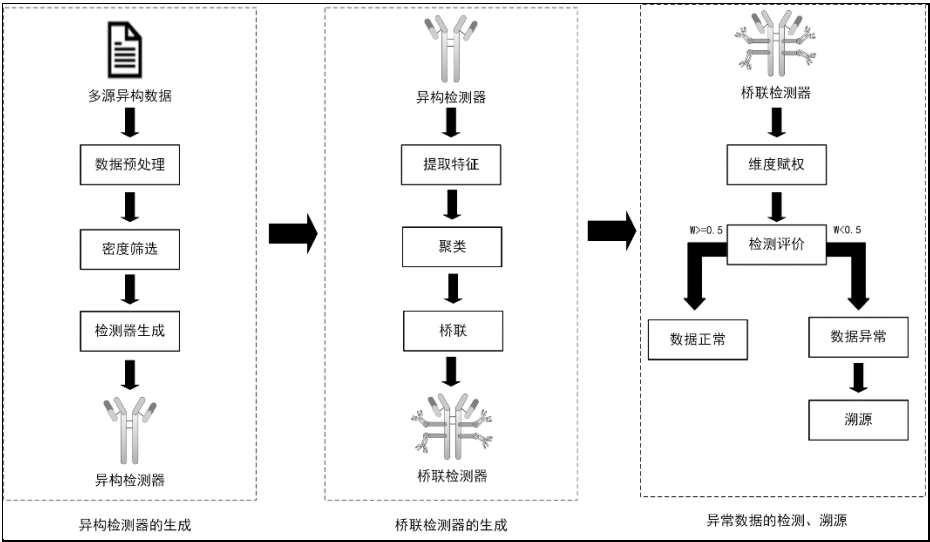 多源异构数据
数据预处理
密度筛选
检测器生成
异构检测器
异构检测器的生成
异构检测器
提取特征
聚类
桥联
桥联检测器
桥联检测器的生成
桥联检测器
维度赋权
检测评价
W>=0.5
W<0.5
数据正常
数据异常
溯源
异常数据的检测、溯源